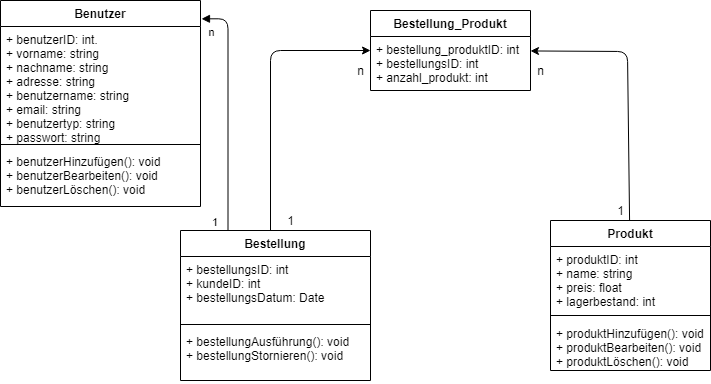 Benutzer
+ benutzerID: int.
+ vorname: string
+ nachname: string
+ adresse: string
+ benutzername: string
+ email: string
+ benutzertyp: string
+ passwort: string
+ benutzerHinzufügen(): void
+ benutzerBearbeiten(): void
+ benutzerLöschen(): void
n
1
Bestellung_Produkt
+ bestellung_produktID: int
+ bestellungsID: int
+ anzahl_produkt: int
n
n
1
1
Bestellung
+ bestellungsID: int
+ kundeID: int
+ bestellungsDatum: Date
+ bestellungAusführung(): void
+ bestellungStornieren(): void
Produkt
+ produktID: int
+ name: string
+ preis: float
+ lagerbestand: int
+ produktHinzufügen(): void
+ produktBearbeiten(): void
+ produktLöschen(): void